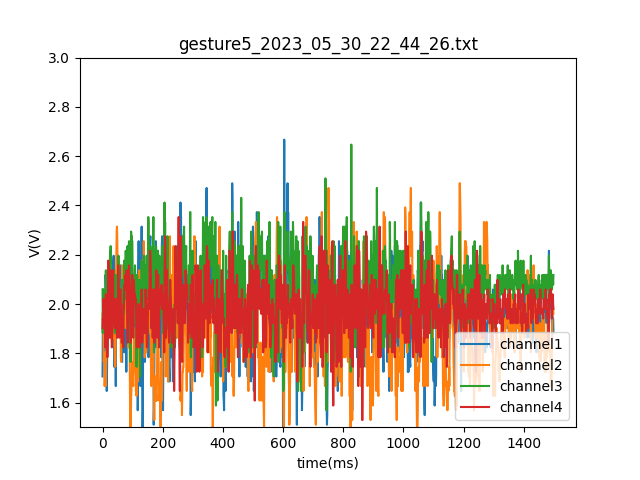 gesture5_2023_05_30_22_44_26.txt
3.0
2.8
2.6
2.4
2.2
2.0
1.8
1.6
V(V)
channel1
channel2
channel3
channel4
0 200 400 600 800 1000 1200 1400
time(ms)